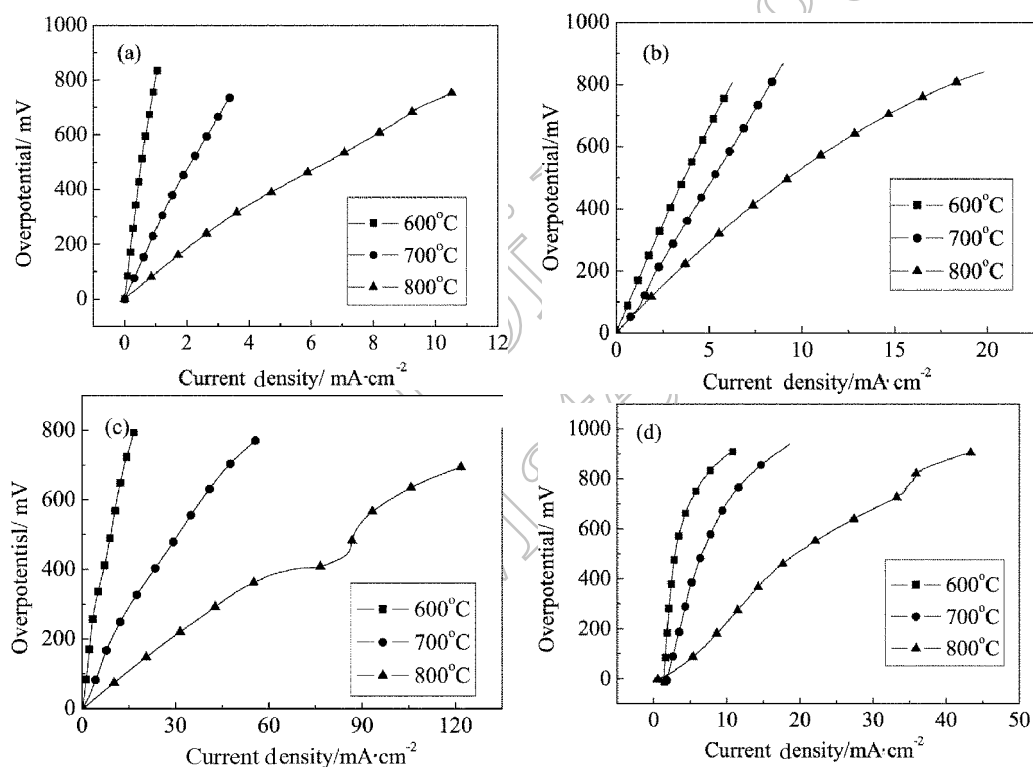 (a)
1000
800
600
400
200
0
Overpotential/ mV
600°C
700°C
800°C
0 2 4 6 8 10 12
Current density/ mA·cm⁻²
(b)
1000
800
600
400
200
0
Overpotential/mV
600°C
700°C
800°C
0 5 10 15 20
Current density/mA·cm⁻²
(c)
800
600
400
200
0
Overpotentisl/ mV
600°C
700°C
800°C
0 30 60 90 120
Current density/mA·cm⁻²
(d)
1000
800
600
400
200
0
Overpotential/ mV
600°C
700°C
800°C
0 10 20 30 40 50
Current density/mA·cm⁻²